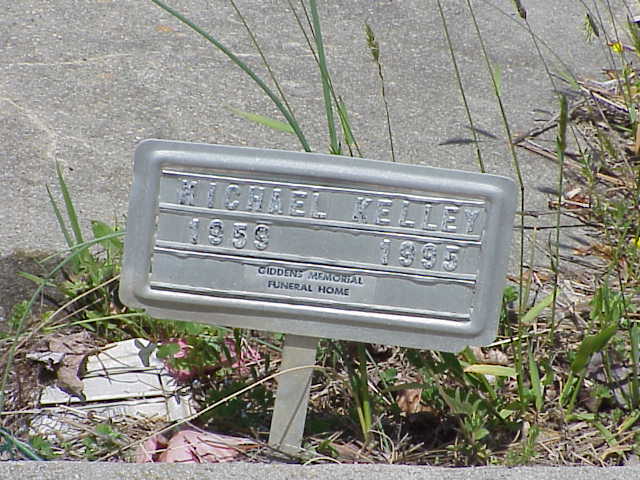 MICHAEL KELLEY
1959 1995
GIDDENS MEMORIAL
FUNERAL HOME